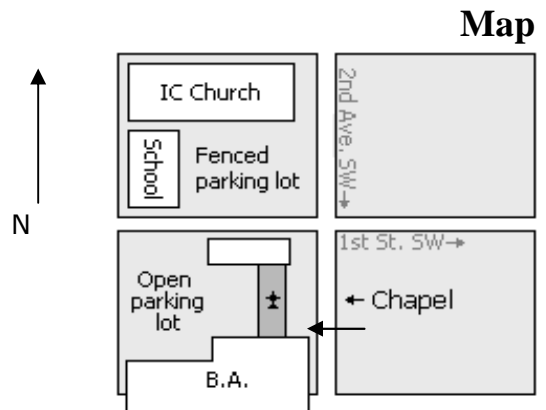 Map
IC Church
School
Fenced
parking lot
2nd Ave. SW→
N
1st St. SW→
Open
parking
lot
← Chapel
B.A.